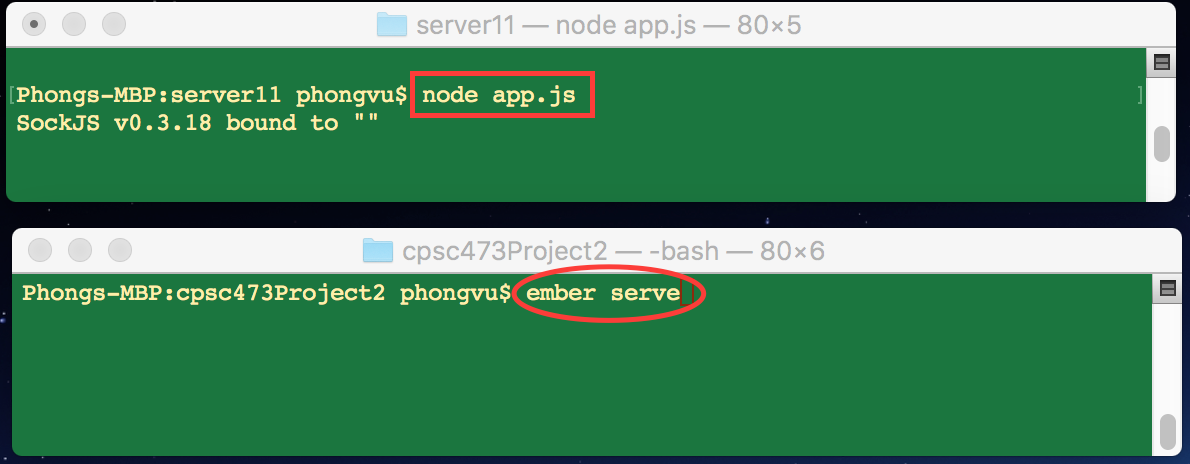 server11 — node app.js — 80×5
[Phongs-MBP:server11 phongvu$ node app.js ]
SockJS v0.3.18 bound to ""
cpsc473Project2 — -bash — 80×6
Phongs-MBP:cpsc473Project2 phongvu$ ember serve